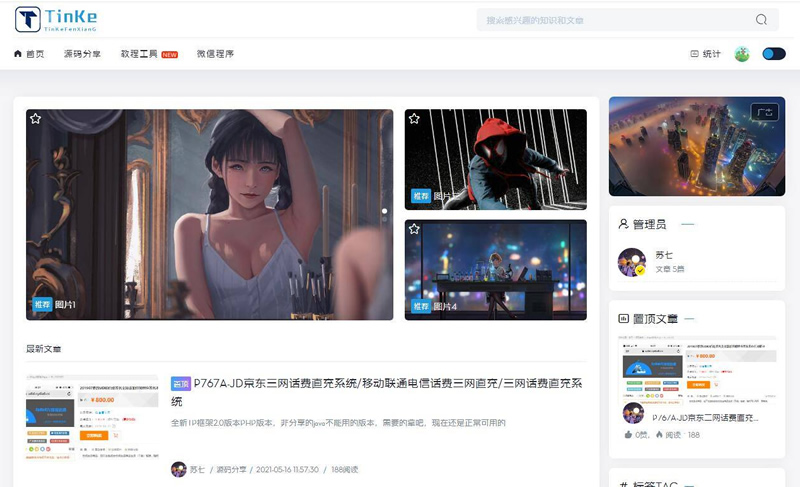 TinKe
TinKeFenXianG
搜索感兴趣的知识和文章
首页
源码分享
教程工具 NEW
微信程序
统计
广告
推荐 图片1
推荐
推荐 图片4
管理员
苏七
文章 5篇
置顶文章
P767A-JD京东三网话费直充...
0赞, 阅读 · 188
最新文章
置顶 P767A-JD京东三网话费直充系统/移动联通电信话费三网直充/三网话费直充系
统
全新TP框架2.0版本PHP版本，非分享的java不能用的版本，需要的拿吧，现在还是正常可用的
苏七 / 源码分享 / 2021-05-16 11:57:30 / 188阅读
# 标签TAG